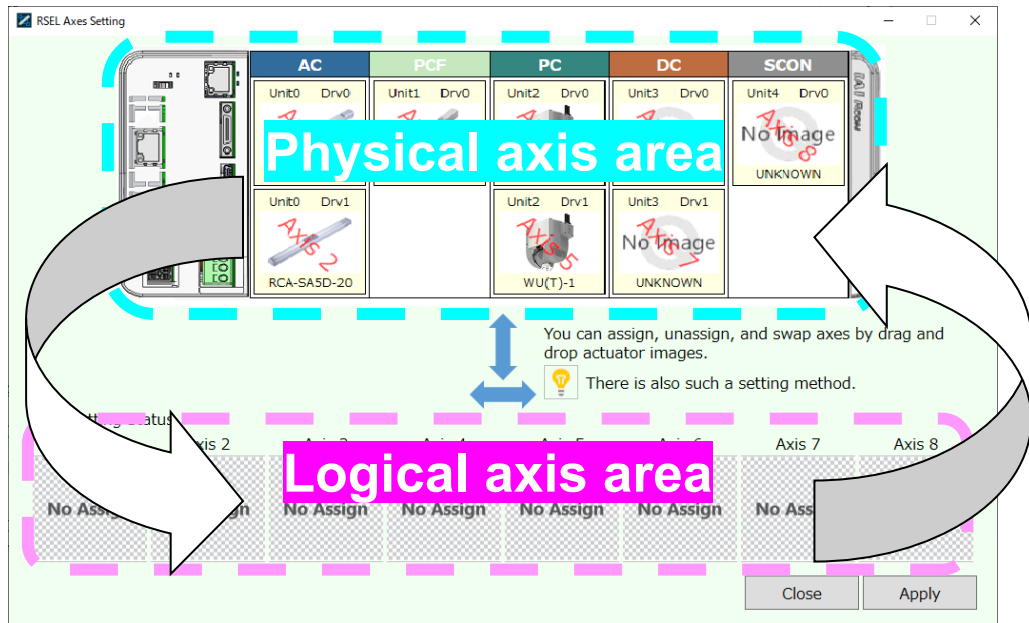 RSEL Axes Setting
AC PCF PC DC SCON
Unit0 Drv0 Unit1 Drv0 Unit2 Drv0 Unit3 Drv0 Unit4 Drv0
No Image
Axis 8
Physical axis area
UNKNOWN
Unit0 Drv1 Unit2 Drv1 Unit3 Drv1
Axis 2 Axis 5 No Image Axis 7
RCA-SA5D-20 WU(T)-1 UNKNOWN
You can assign, unassign, and swap axes by drag and
drop actuator images.
There is also such a setting method.
Axis 7 Axis 8
Logical axis area
No Assign No Assign No Assign No Assign
Close Apply